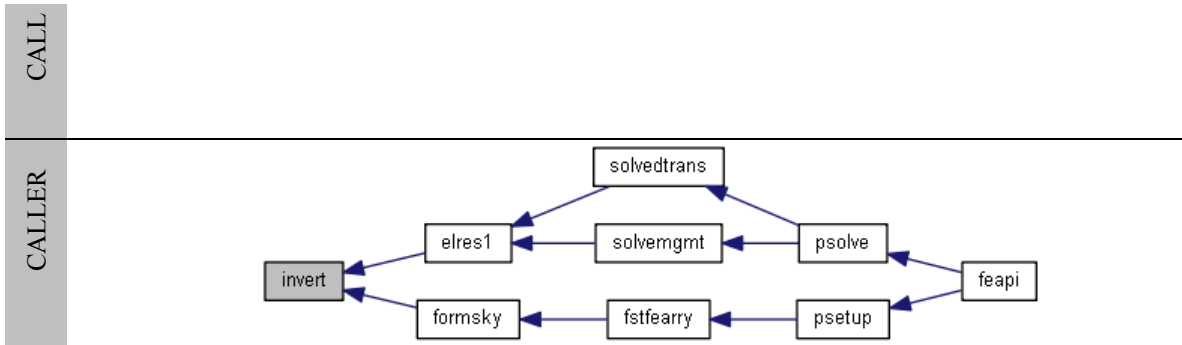 CALL
CALLER
solvedtrans
elres1
solvemgmt
psolve
invert
feapi
formsky
fstfearry
psetup